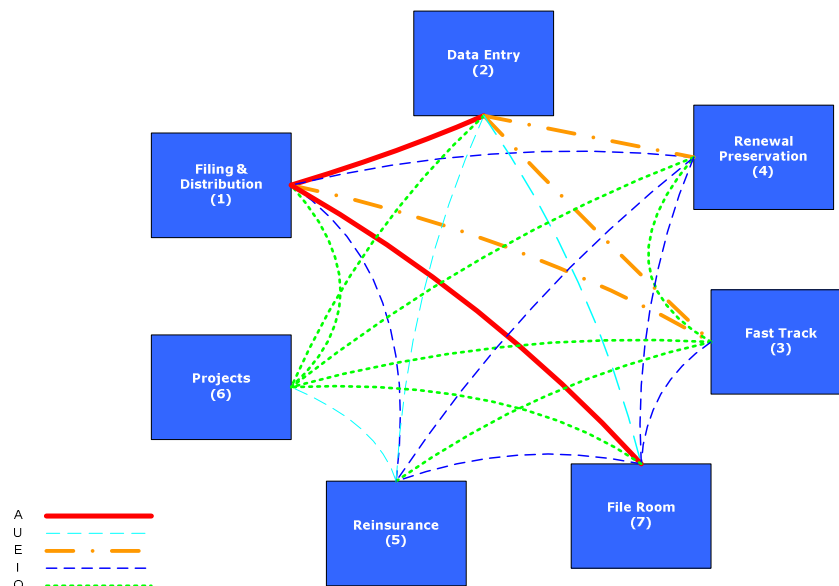 Data Entry
(2)
Renewal
Preservation
(4)
Filing &
Distribution
(1)
Fast Track
(3)
Projects
(6)
File Room
(7)
Reinsurance
(5)
A
U
E
I
O